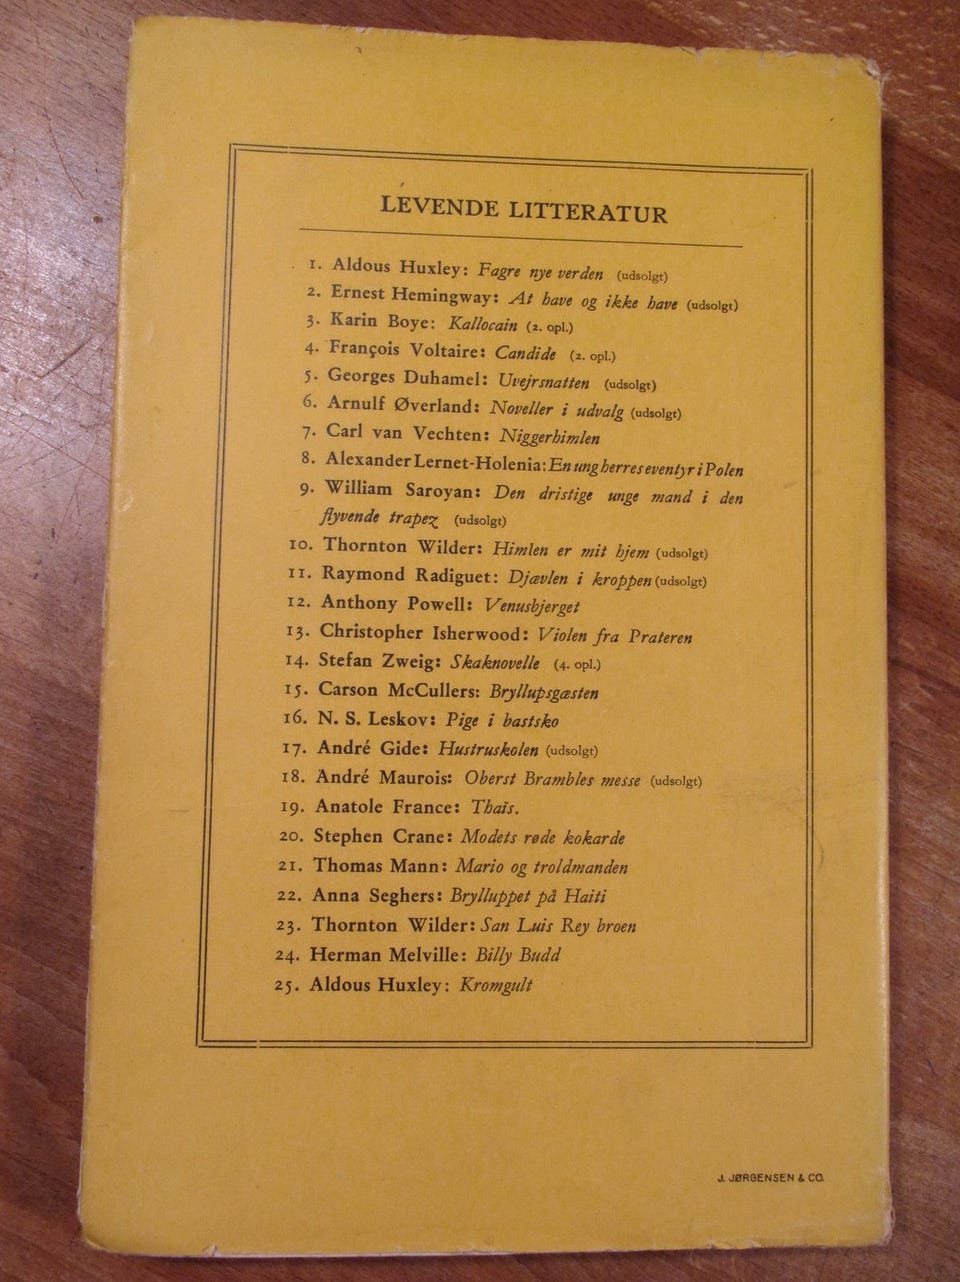 LEVENDE LITTERATUR
1. Aldous Huxley: Fagre nye verden (udsolgt)
2. Ernest Hemingway: At have og ikke have (udsolgt)
3. Karin Boye: Kallocain (2. opl.)
4. François Voltaire: Candide (2. opl.)
5. Georges Duhamel: Uvejrsnatten (udsolgt)
6. Arnulf Øverland: Noveller i udvalg (udsolgt)
7. Carl van Vechten: Niggerhimlen
8. Alexander Lernet-Holenia: En ung herres eventyr i Polen
9. William Saroyan: Den dristige unge mand i den
flyvende trapez (udsolgt)
10. Thornton Wilder: Himlen er mit hjem (udsolgt)
11. Raymond Radiguet: Djævlen i kroppen (udsolgt)
12. Anthony Powell: Venusbjerget
13. Christopher Isherwood: Violen fra Prateren
14. Stefan Zweig: Skaknovelle (4. opl.)
15. Carson McCullers: Bryllupsgæsten
16. N. S. Leskov: Pige i bastsko
17. André Gide: Hustruskolen (udsolgt)
18. André Maurois: Oberst Brambles messe (udsolgt)
19. Anatole France: Thaïs.
20. Stephen Crane: Modets røde kokarde
21. Thomas Mann: Mario og troldmanden
22. Anna Seghers: Brylluppet på Haiti
23. Thornton Wilder: San Luis Rey broen
24. Herman Melville: Billy Budd
25. Aldous Huxley: Kromgult
J. JØRGENSEN & CO.